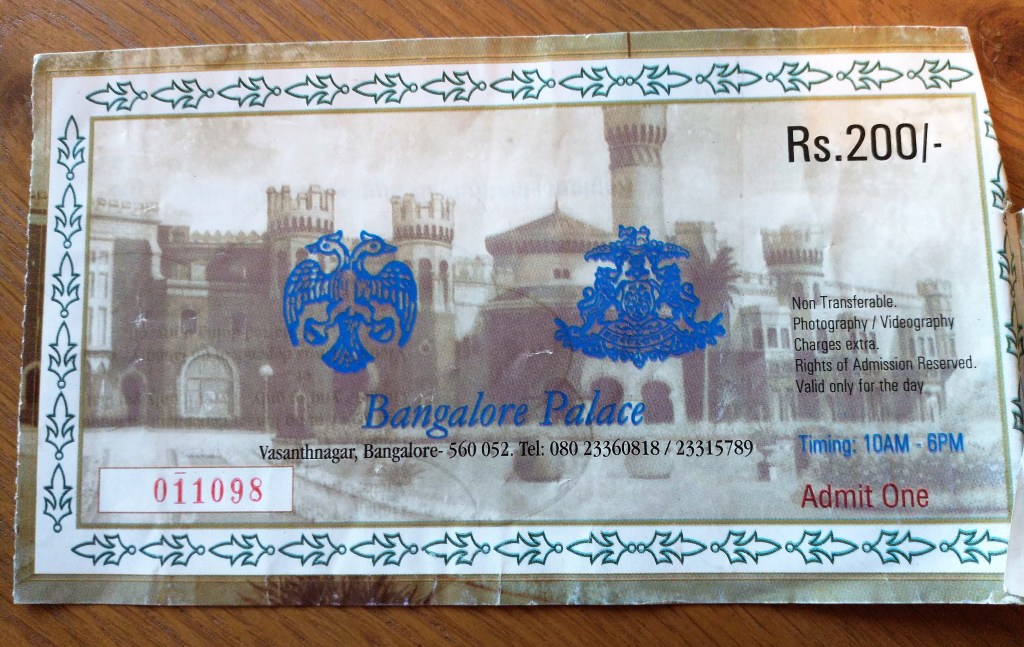 Rs.200/-
Non Transferable.
Photography / Videography
Charges extra.
Rights of Admission Reserved.
Valid only for the day
Bangalore Palace
Vasanthnagar, Bangalore- 560 052. Tel: 080 23360818 / 23315789
Timing: 10AM - 6PM
011098
Admit One